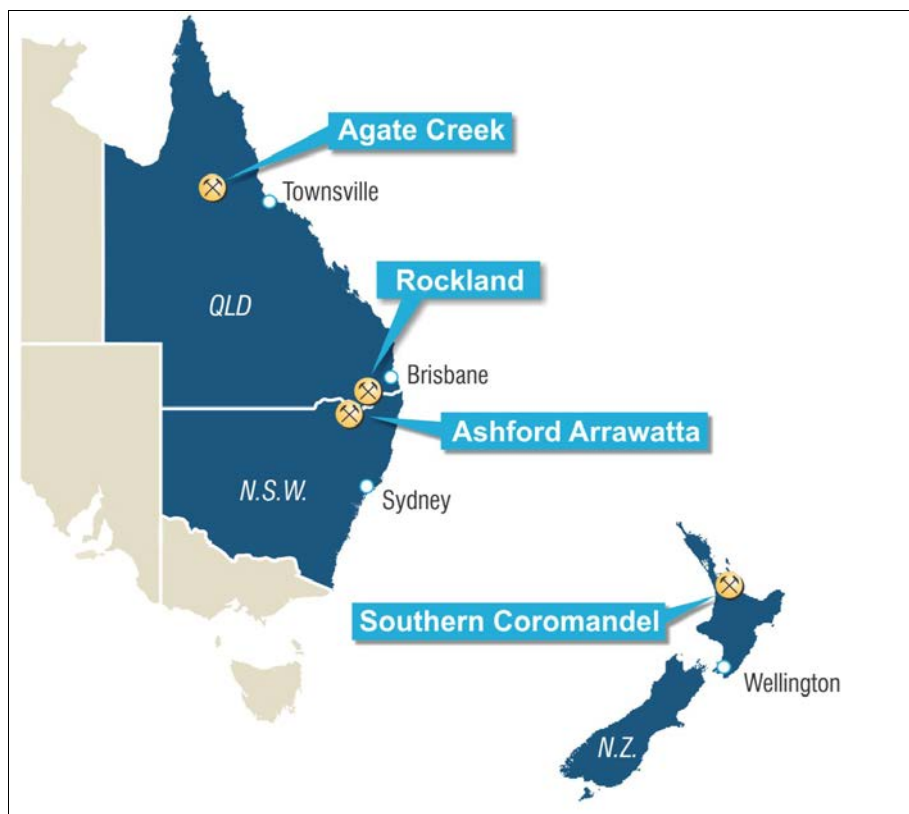 Agate Creek
Townsville
Rockland
QLD
Brisbane
Ashford Arrawatta
N.S.W.
Sydney
Southern Coromandel
Wellington
N.Z.